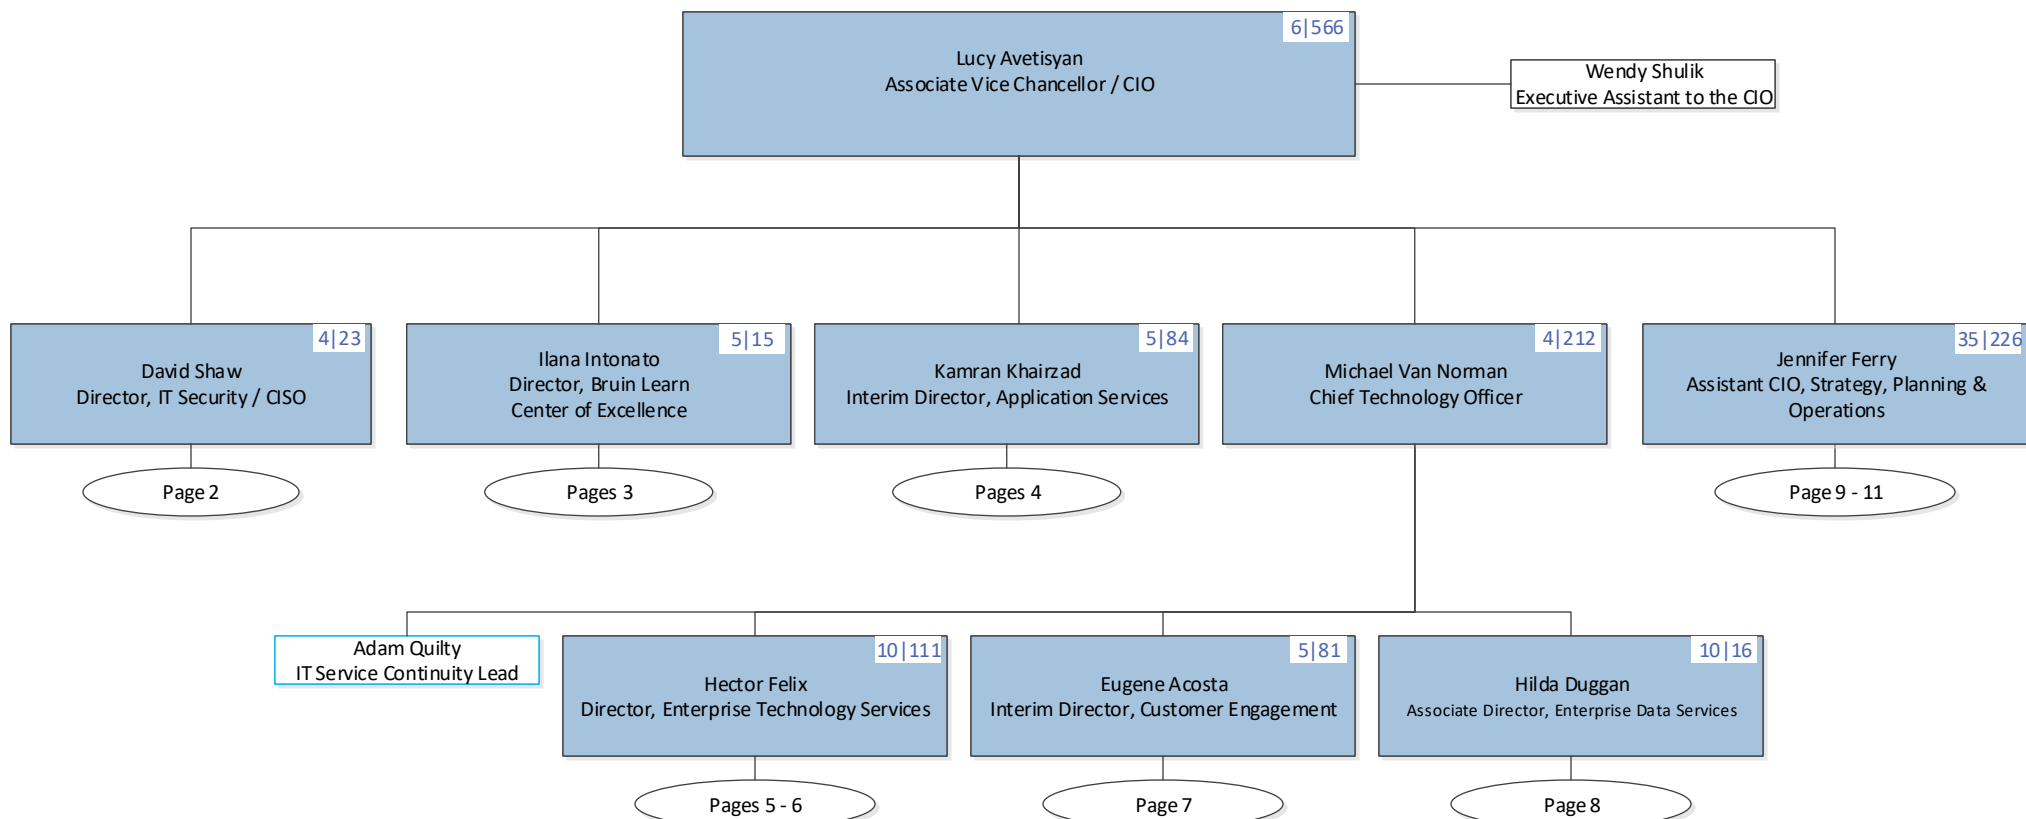 6|566
Lucy Avetisyan
Associate Vice Chancellor / CIO
Wendy Shulik
Executive Assistant to the CIO
4|23
David Shaw
Director, IT Security / CISO
Page 2
5|15
Ilana Intonato
Director, Bruin Learn
Center of Excellence
Pages 3
5|84
Kamran Khairzad
Interim Director, Application Services
Pages 4
4|212
Michael Van Norman
Chief Technology Officer
35|226
Jennifer Ferry
Assistant CIO, Strategy, Planning &
Operations
Page 9 - 11
Adam Quilty
IT Service Continuity Lead
10|111
Hector Felix
Director, Enterprise Technology Services
Pages 5 - 6
5|81
Eugene Acosta
Interim Director, Customer Engagement
Page 7
10|16
Hilda Duggan
Associate Director, Enterprise Data Services
Page 8